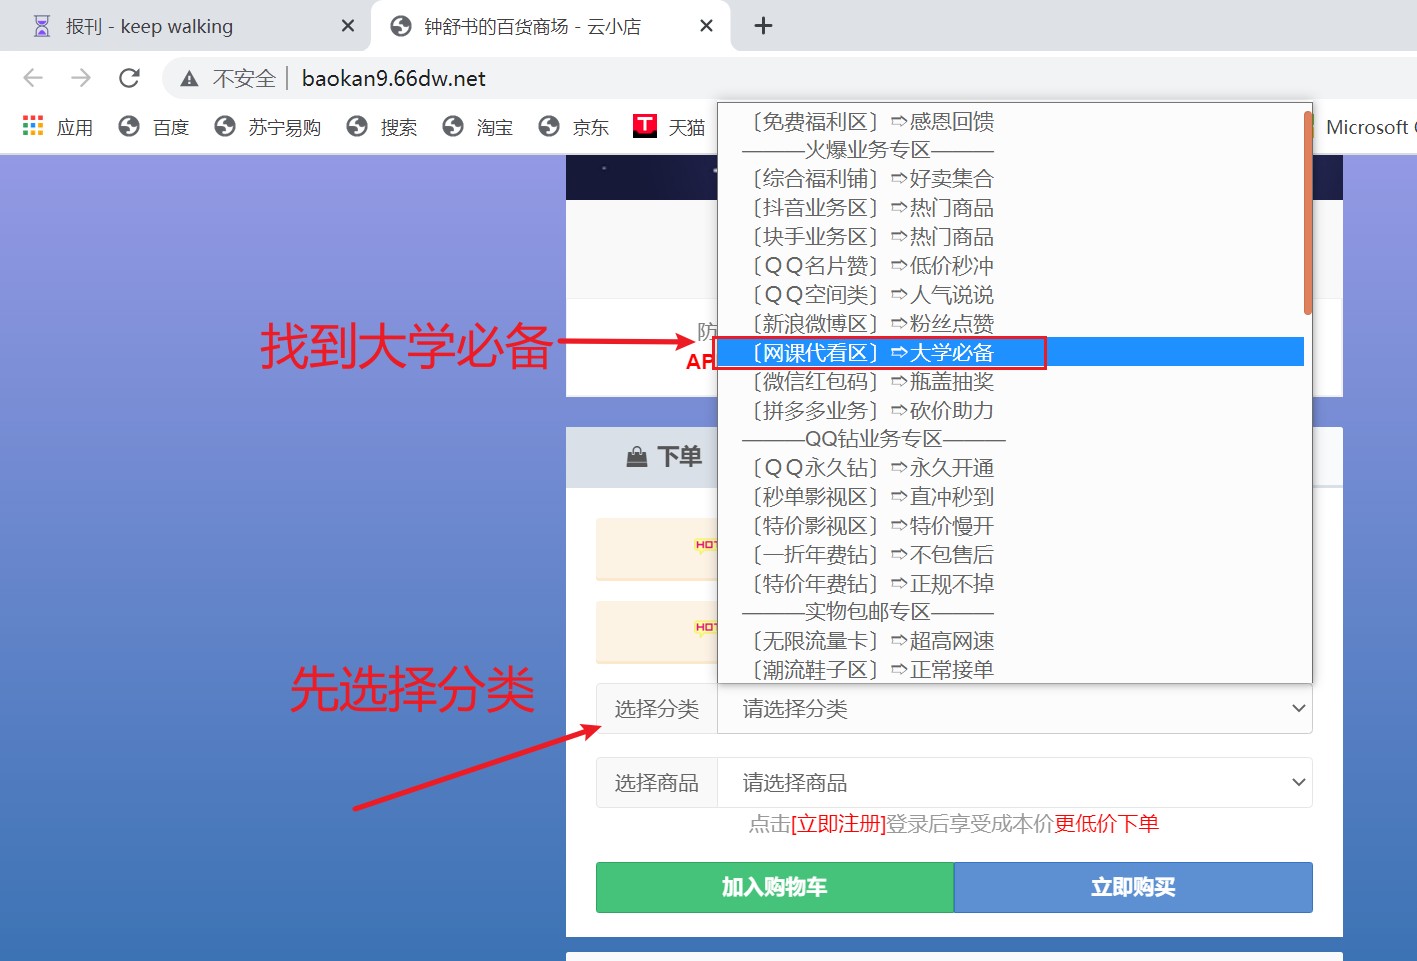 报刊 - keep walking
钟舒书的百货商场 - 云小店
不安全 baokan9.66dw.net
应用 百度 苏宁易购 搜索 淘宝 京东 天猫 Microsoft
〔免费福利区〕➩感恩回馈
———火爆业务专区———
〔综合福利铺〕➩好卖集合
〔抖音业务区〕➩热门商品
〔块手业务区〕➩热门商品
〔ＱＱ名片赞〕➩低价秒冲
〔ＱＱ空间类〕➩人气说说
〔新浪微博区〕➩粉丝点赞
防
找到大学必备
〔网课代看区〕➩大学必备
AP
〔微信红包码〕➩瓶盖抽奖
〔拼多多业务〕➩砍价助力
———QQ钻业务专区———
下单
〔ＱＱ永久钻〕➩永久开通
〔秒单影视区〕➩直冲秒到
〔特价影视区〕➩特价慢开
HOT
〔一折年费钻〕➩不包售后
〔特价年费钻〕➩正规不掉
———实物包邮专区———
HOT
〔无限流量卡〕➩超高网速
〔潮流鞋子区〕➩正常接单
先选择分类
选择分类 请选择分类
选择商品 请选择商品
点击[立即注册]登录后享受成本价更低价下单
加入购物车 立即购买